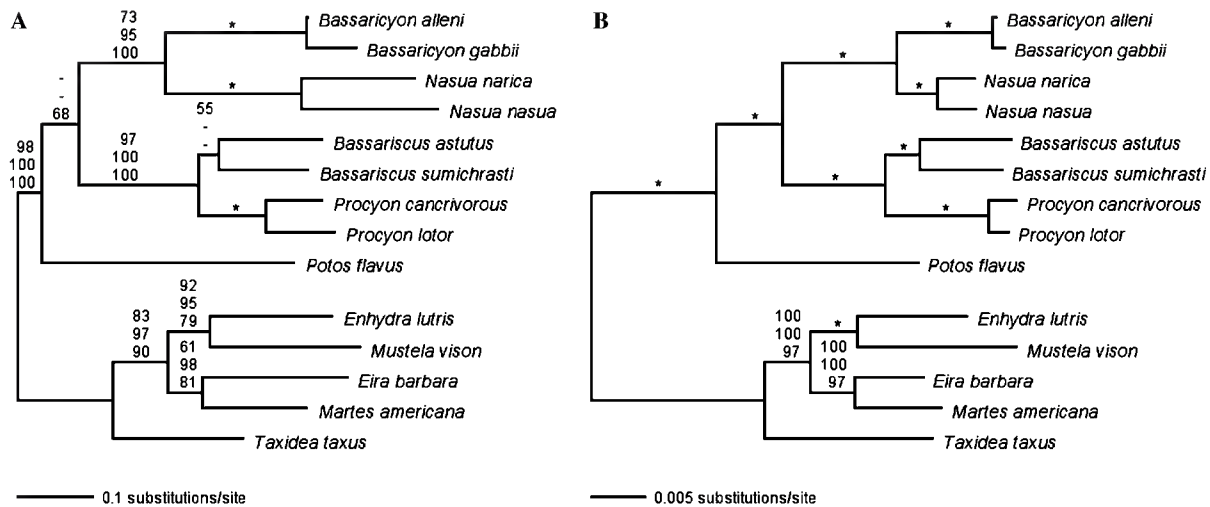 A
73
95
100
*
Bassaricyon alleni
Bassaricyon gabbii
*
Nasua narica
Nasua nasua
-
-
68
55
-
-
97
100
100
Bassariscus astutus
Bassariscus sumichrasti
98
100
100
*
Procyon cancrivorous
Procyon lotor
Potos flavus
92
95
79
83
97
90
61
98
81
Enhydra lutris
Mustela vison
Eira barbara
Martes americana
Taxidea taxus
0.1 substitutions/site
B
*
Bassaricyon alleni
*
Bassaricyon gabbii
*
Nasua narica
Nasua nasua
*
*
Bassariscus astutus
*
Bassariscus sumichrasti
*
*
Procyon cancrivorous
Procyon lotor
Potos flavus
100
100
97
*
100
100
97
Enhydra lutris
Mustela vison
Eira barbara
Martes americana
Taxidea taxus
0.005 substitutions/site